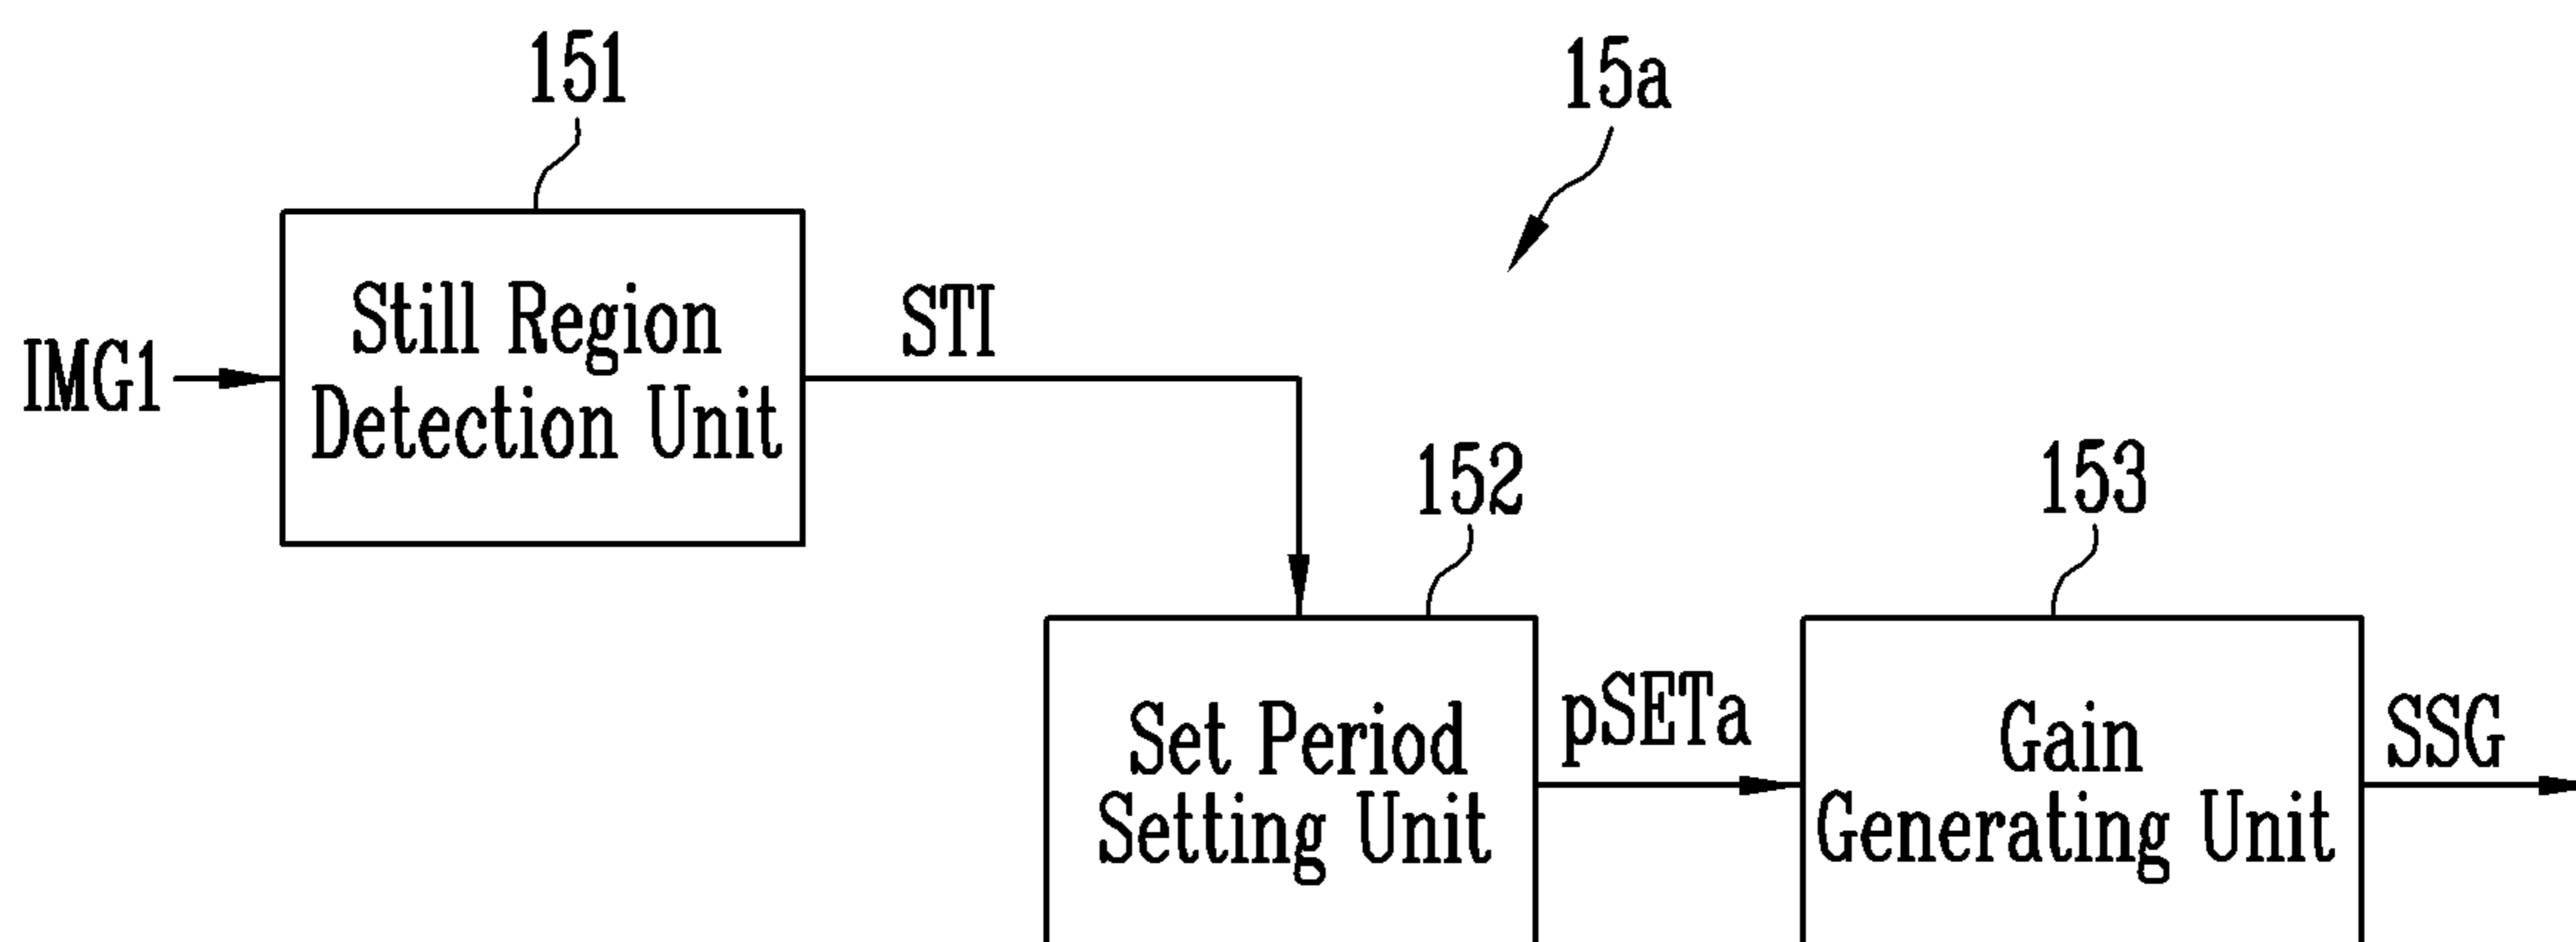 151
15a
Still Region
Detection Unit
IMG1
STI
152
153
Set Period
Setting Unit
pSETa
Gain
Generating Unit
SSG